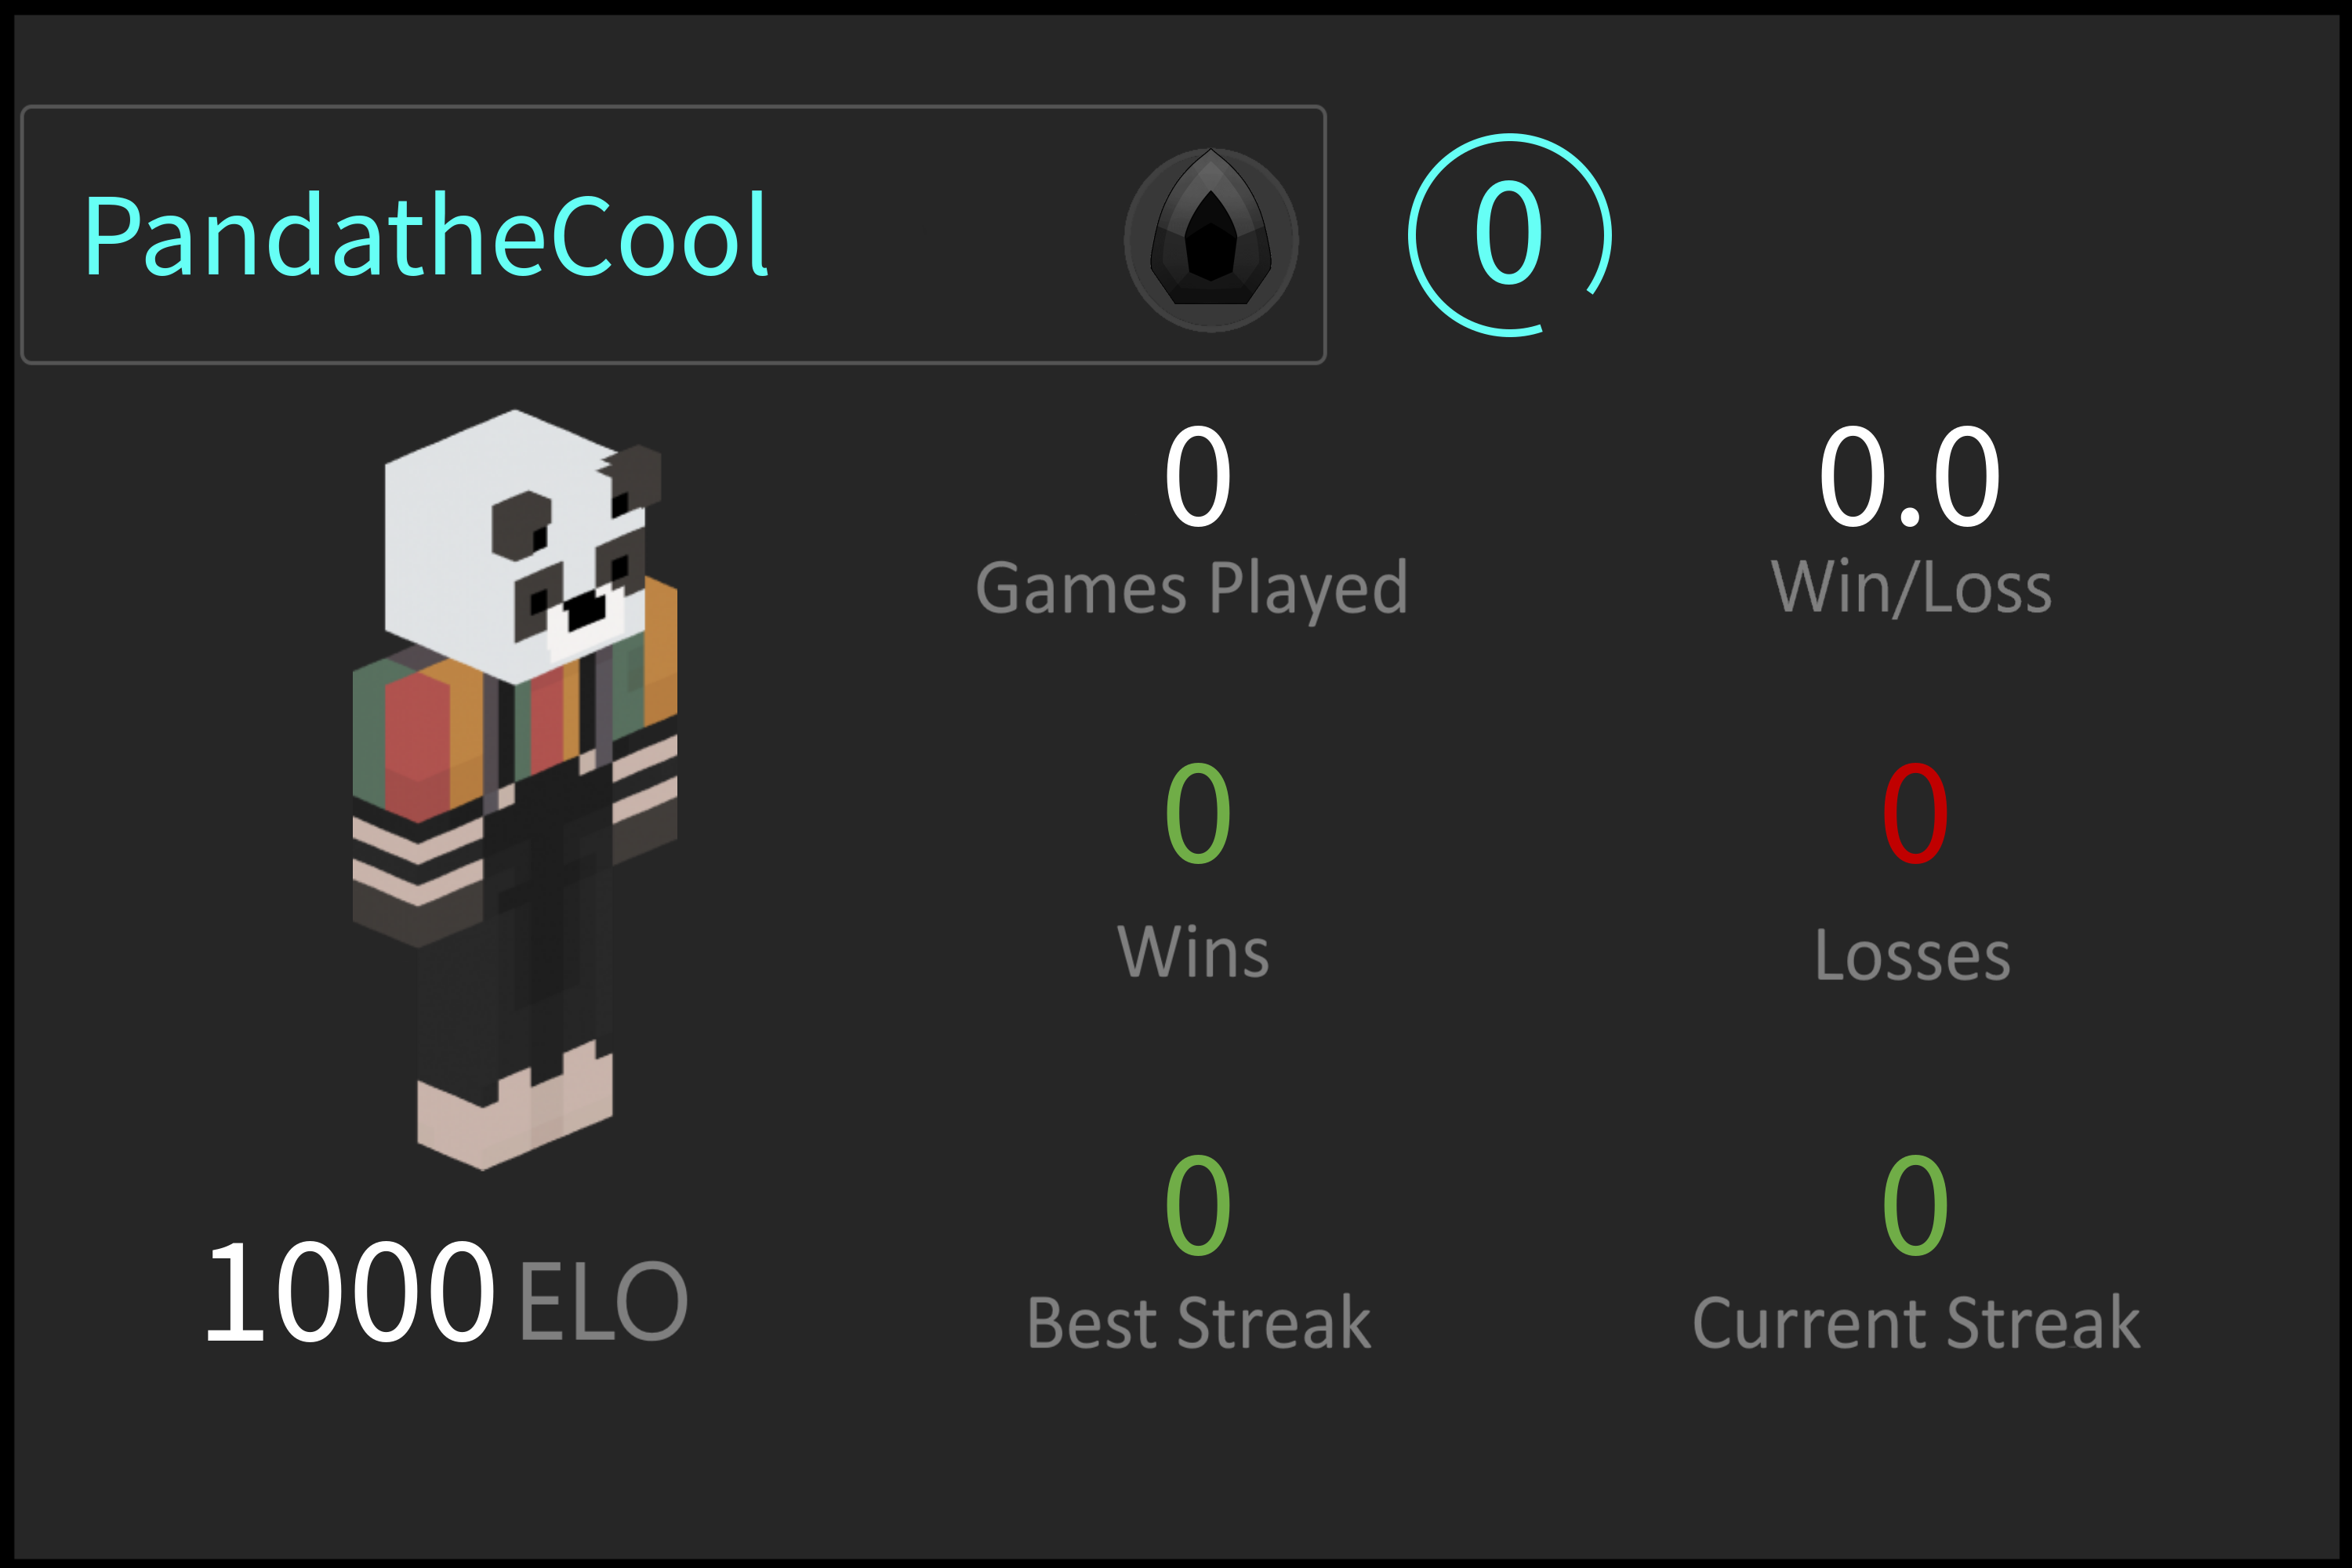 PandatheCool
0
0 0.0
Games Played Win/Loss
0 0
Wins Losses
0 0
1000 ELO
Best Streak Current Streak